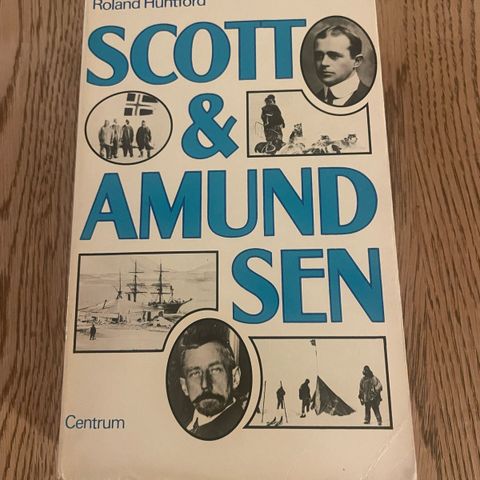 Roland Huntford
SCOTT
&
AMUND
SEN
Centrum